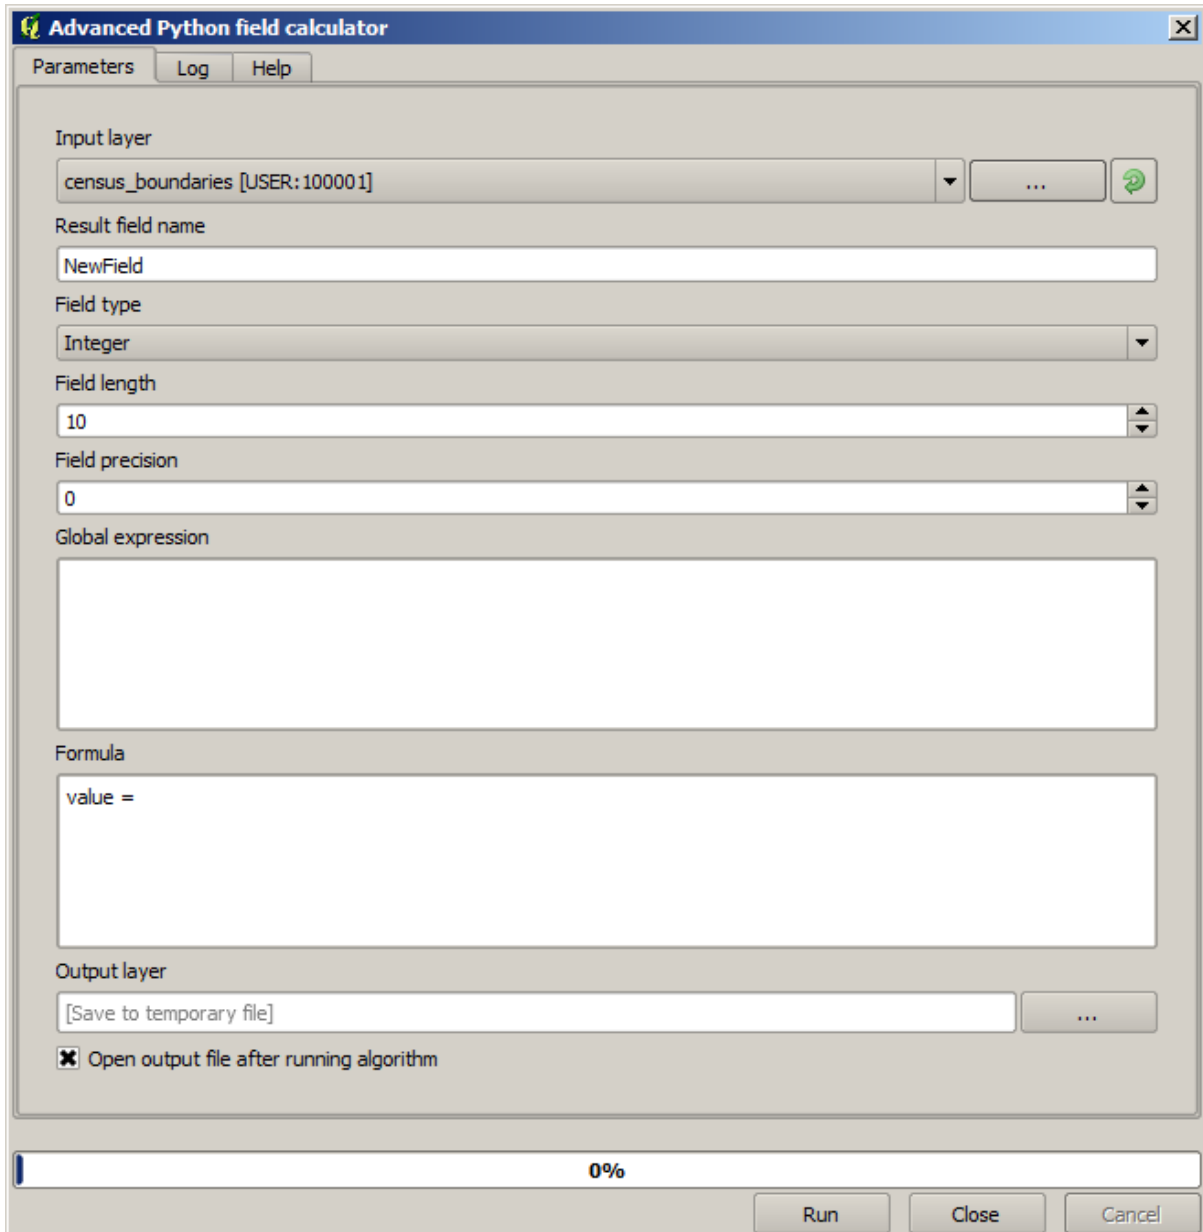 Advanced Python field calculator
Parameters Log Help
Input layer
census_boundaries [USER:100001] ...
Result field name
NewField
Field type
Integer
Field length
10
Field precision
0
Global expression
Formula
value =
Output layer
[Save to temporary file] ...
Open output file after running algorithm
0%
Run Close Cancel